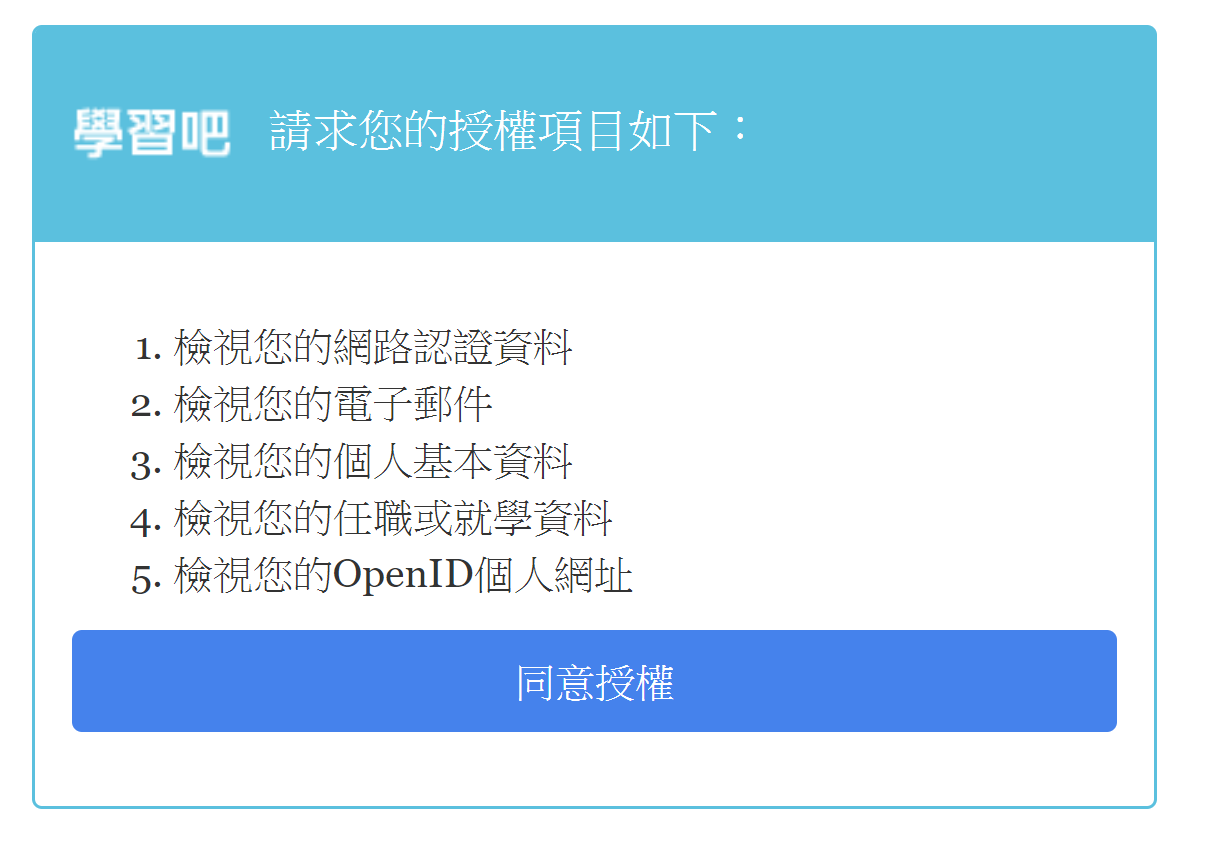 學習吧 請求您的授權項目如下：
1. 檢視您的網路認證資料
2. 檢視您的電子郵件
3. 檢視您的個人基本資料
4. 檢視您的任職或就學資料
5. 檢視您的OpenID個人網址
同意授權